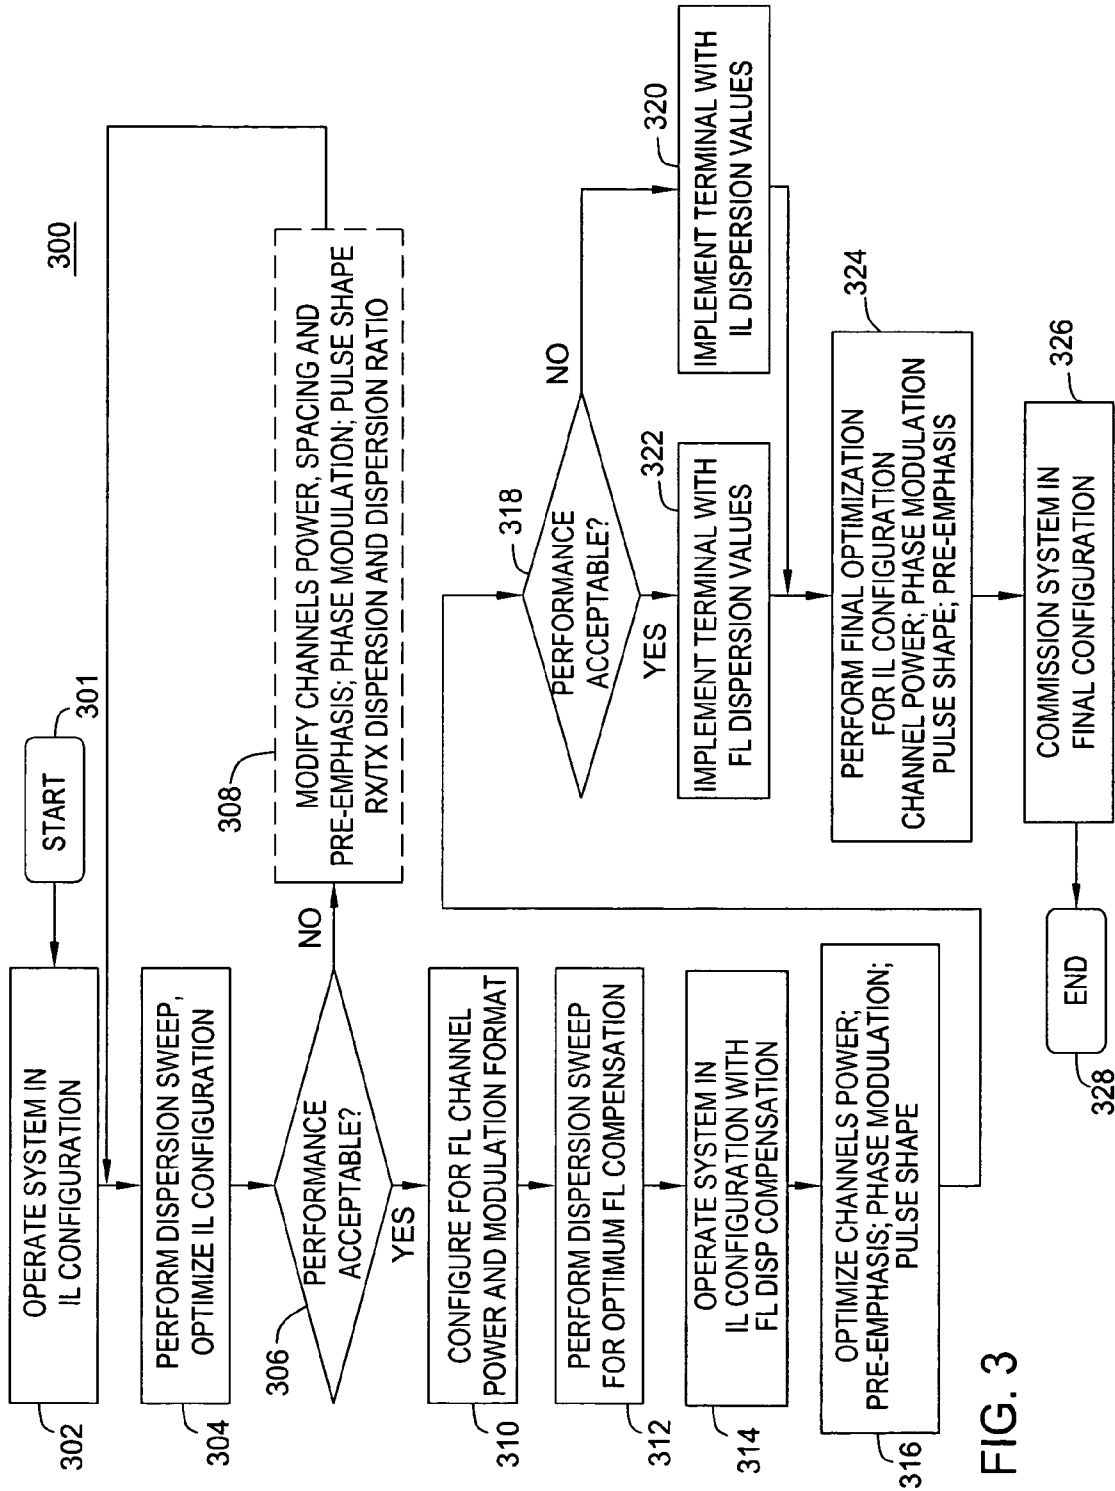 300
START
301
OPERATE SYSTEM IN
IL CONFIGURATION
302
PERFORM DISPERSION SWEEP,
OPTIMIZE IL CONFIGURATION
304
PERFORMANCE
ACCEPTABLE?
306
NO
YES
MODIFY CHANNELS POWER, SPACING AND
PRE-EMPHASIS; PHASE MODULATION; PULSE SHAPE
RX/TX DISPERSION AND DISPERSION RATIO
308
CONFIGURE FOR FL CHANNEL
POWER AND MODULATION FORMAT
310
PERFORM DISPERSION SWEEP
FOR OPTIMUM FL COMPENSATION
312
OPERATE SYSTEM IN
IL CONFIGURATION WITH
FL DISP COMPENSATION
314
OPTIMIZE CHANNELS POWER;
PRE-EMPHASIS; PHASE MODULATION;
PULSE SHAPE
316
PERFORMANCE
ACCEPTABLE?
318
NO
YES
IMPLEMENT TERMINAL WITH
IL DISPERSION VALUES
320
IMPLEMENT TERMINAL WITH
FL DISPERSION VALUES
322
PERFORM FINAL OPTIMIZATION
FOR IL CONFIGURATION
CHANNEL POWER; PHASE MODULATION
PULSE SHAPE; PRE-EMPHASIS
324
COMMISSION SYSTEM IN
FINAL CONFIGURATION
326
END
328
FIG. 3